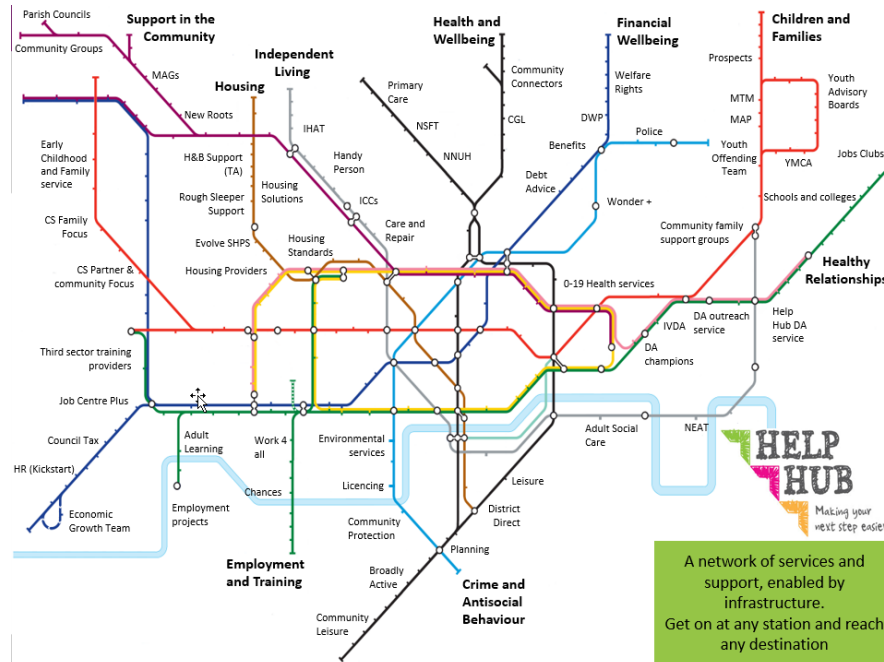 Parish Councils
Community Groups
Support in the
Community
MAGs
New Roots
Independent
Living
Housing
IHAT
Handy
Person
ICCs
Care and
Repair
H&B Support
(TA)
Housing
Solutions
Rough Sleeper
Support
Evolve SHPS
Housing
Standards
Housing Providers
Health and
Wellbeing
Primary
Care
NSFT
NNUH
Community
Connectors
CGL
Financial
Wellbeing
Welfare
Rights
DWP
Benefits
Debt
Advice
Police
Wonder +
Children and
Families
Prospects
MTM
MAP
Youth
Advisory
Boards
Youth
Offending
Team
YMCA
Jobs Clubs
Schools and colleges
Community family
support groups
Healthy
Relationships
0-19 Health services
IVDA
DA outreach
service
Help
Hub DA
service
DA
champions
Early
Childhood
and Family
service
CS Family
Focus
CS Partner &
community Focus
Third sector training
providers
Job Centre Plus
Council Tax
HR (Kickstart)
Economic
Growth Team
Adult
Learning
Employment
projects
Work 4
all
Chances
Employment
and Training
Environmental
services
Licencing
Community
Protection
Broadly
Active
Community
Leisure
Planning
Crime and
Antisocial
Behaviour
District
Direct
Leisure
Adult Social
Care
NEAT
HELP
HUB
Making your
next step easier
A network of services and
support, enabled by
infrastructure.
Get on at any station and reach
any destination